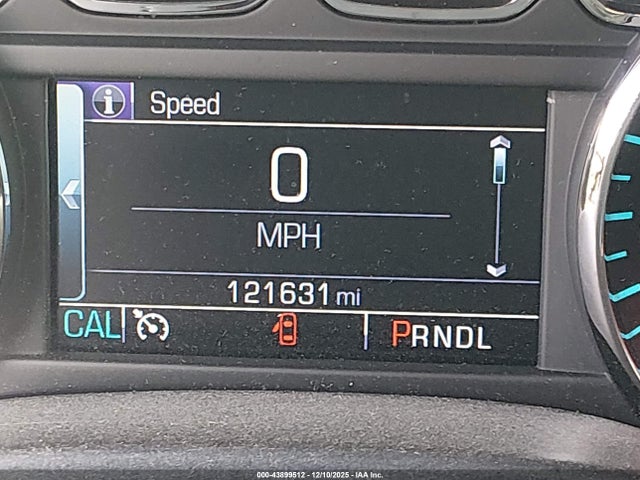 Speed
0
MPH
121631 mi
CAL PRNDL
000-43899512 - 12/10/2025 - IAA Inc.